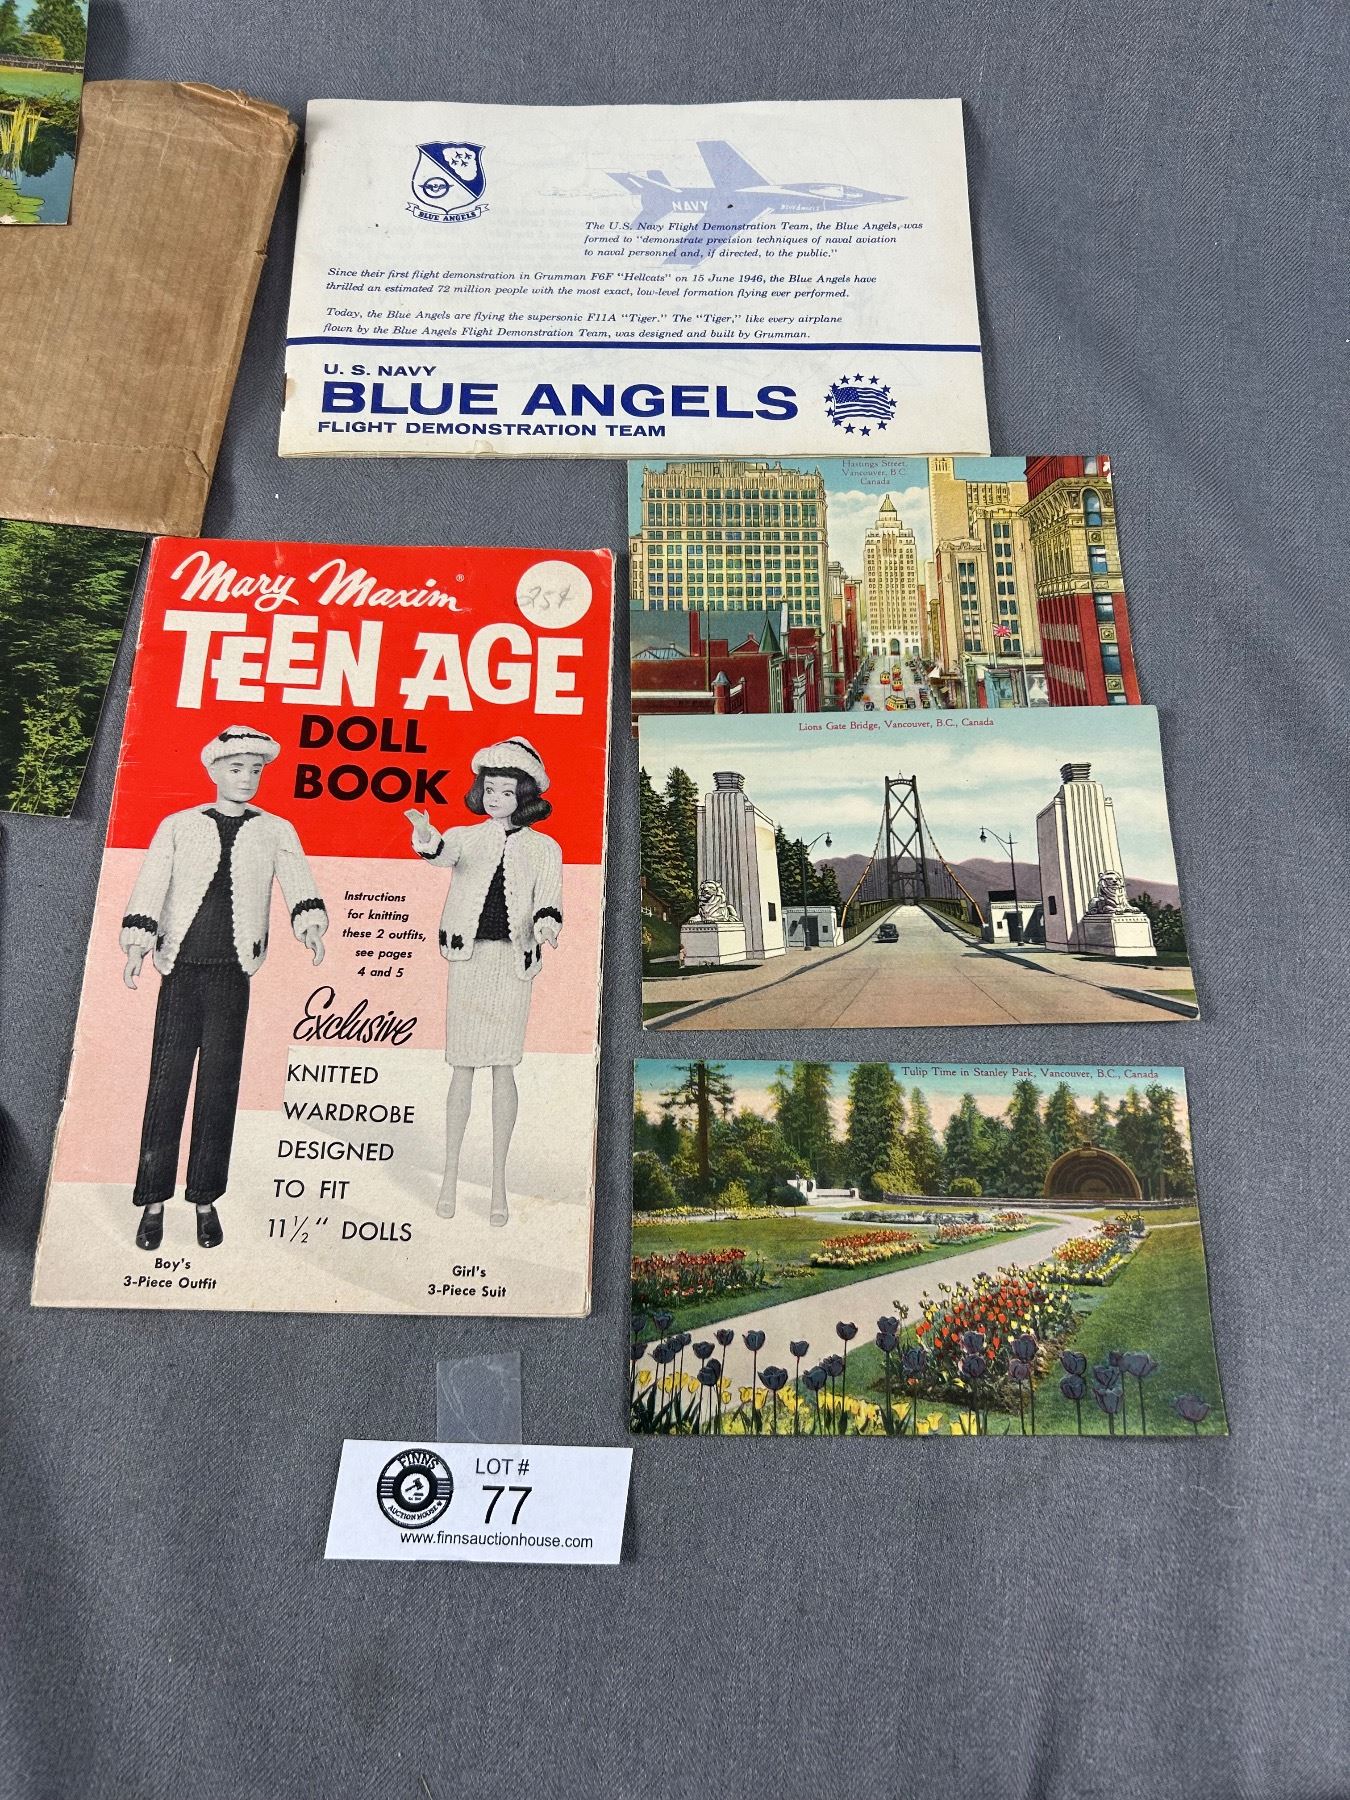 BLUE ANGELS
NAVY
BLUE ANGELS
The U.S. Navy Flight Demonstration Team, the Blue Angels, was
formed to "demonstrate precision techniques of naval aviation
to naval personnel and, if directed, to the public."
Since their first flight demonstration in Grumman F6F "Hellcats" on 15 June 1946, the Blue Angels have
thrilled an estimated 72 million people with the most exact, low-level formation flying ever performed.
Today, the Blue Angels are flying the supersonic F11A "Tiger." The "Tiger," like every airplane
flown by the Blue Angels Flight Demonstration Team, was designed and built by Grumman.
U. S. NAVY
BLUE ANGELS
FLIGHT DEMONSTRATION TEAM
Hastings Street,
Vancouver, B.C.
Canada
Lions Gate Bridge, Vancouver, B.C., Canada
Tulip Time in Stanley Park, Vancouver, B.C., Canada
Mary Maxim®
25¢
TEEN AGE
DOLL
BOOK
Instructions
for knitting
these 2 outfits,
see pages
4 and 5
Exclusive
KNITTED
WARDROBE
DESIGNED
TO FIT
11 1/2" DOLLS
Boy's
3-Piece Outfit
Girl's
3-Piece Suit
FINNS
AUCTION HOUSE
LOT #
77
www.finnsauctionhouse.com